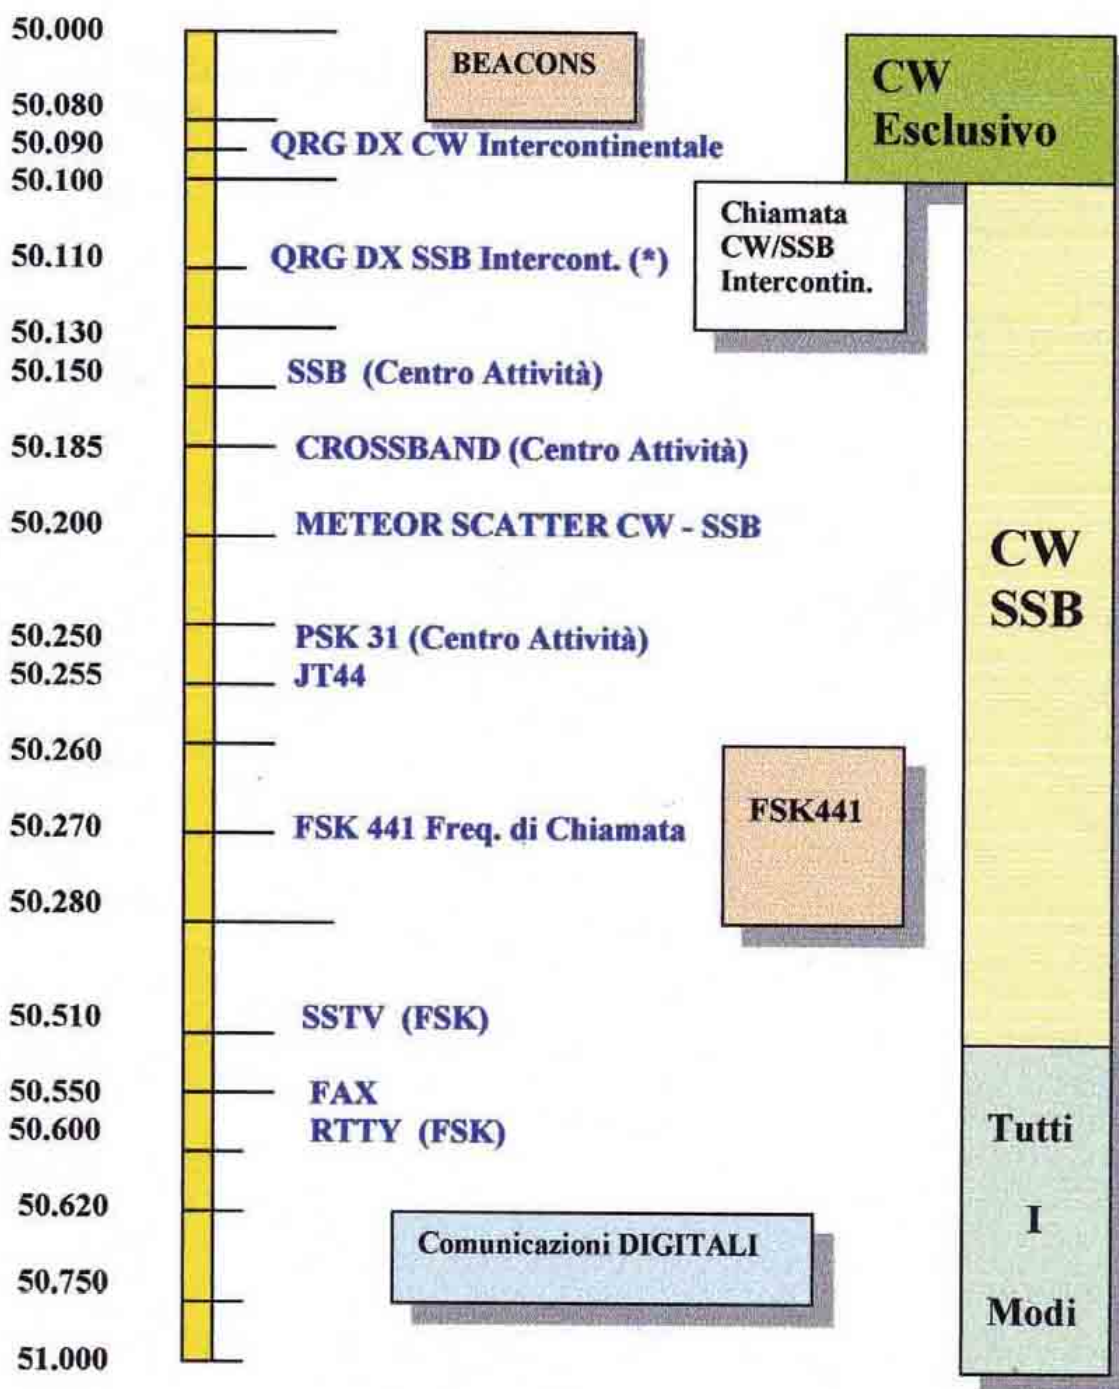 50.000
BEACONS
CW
Esclusivo
50.080
50.090
QRG DX CW Intercontinentale
50.100
Chiamata
CW/SSB
Intercontin.
50.110
QRG DX SSB Intercont. (*)
50.130
50.150
SSB (Centro Attività)
50.185
CROSSBAND (Centro Attività)
50.200
METEOR SCATTER CW - SSB
CW
SSB
50.250
PSK 31 (Centro Attività)
50.255
JT44
50.260
FSK441
50.270
FSK 441 Freq. di Chiamata
50.280
50.510
SSTV (FSK)
50.550
FAX
50.600
RTTY (FSK)
Tutti
I
Modi
50.620
Comunicazioni DIGITALI
50.750
51.000